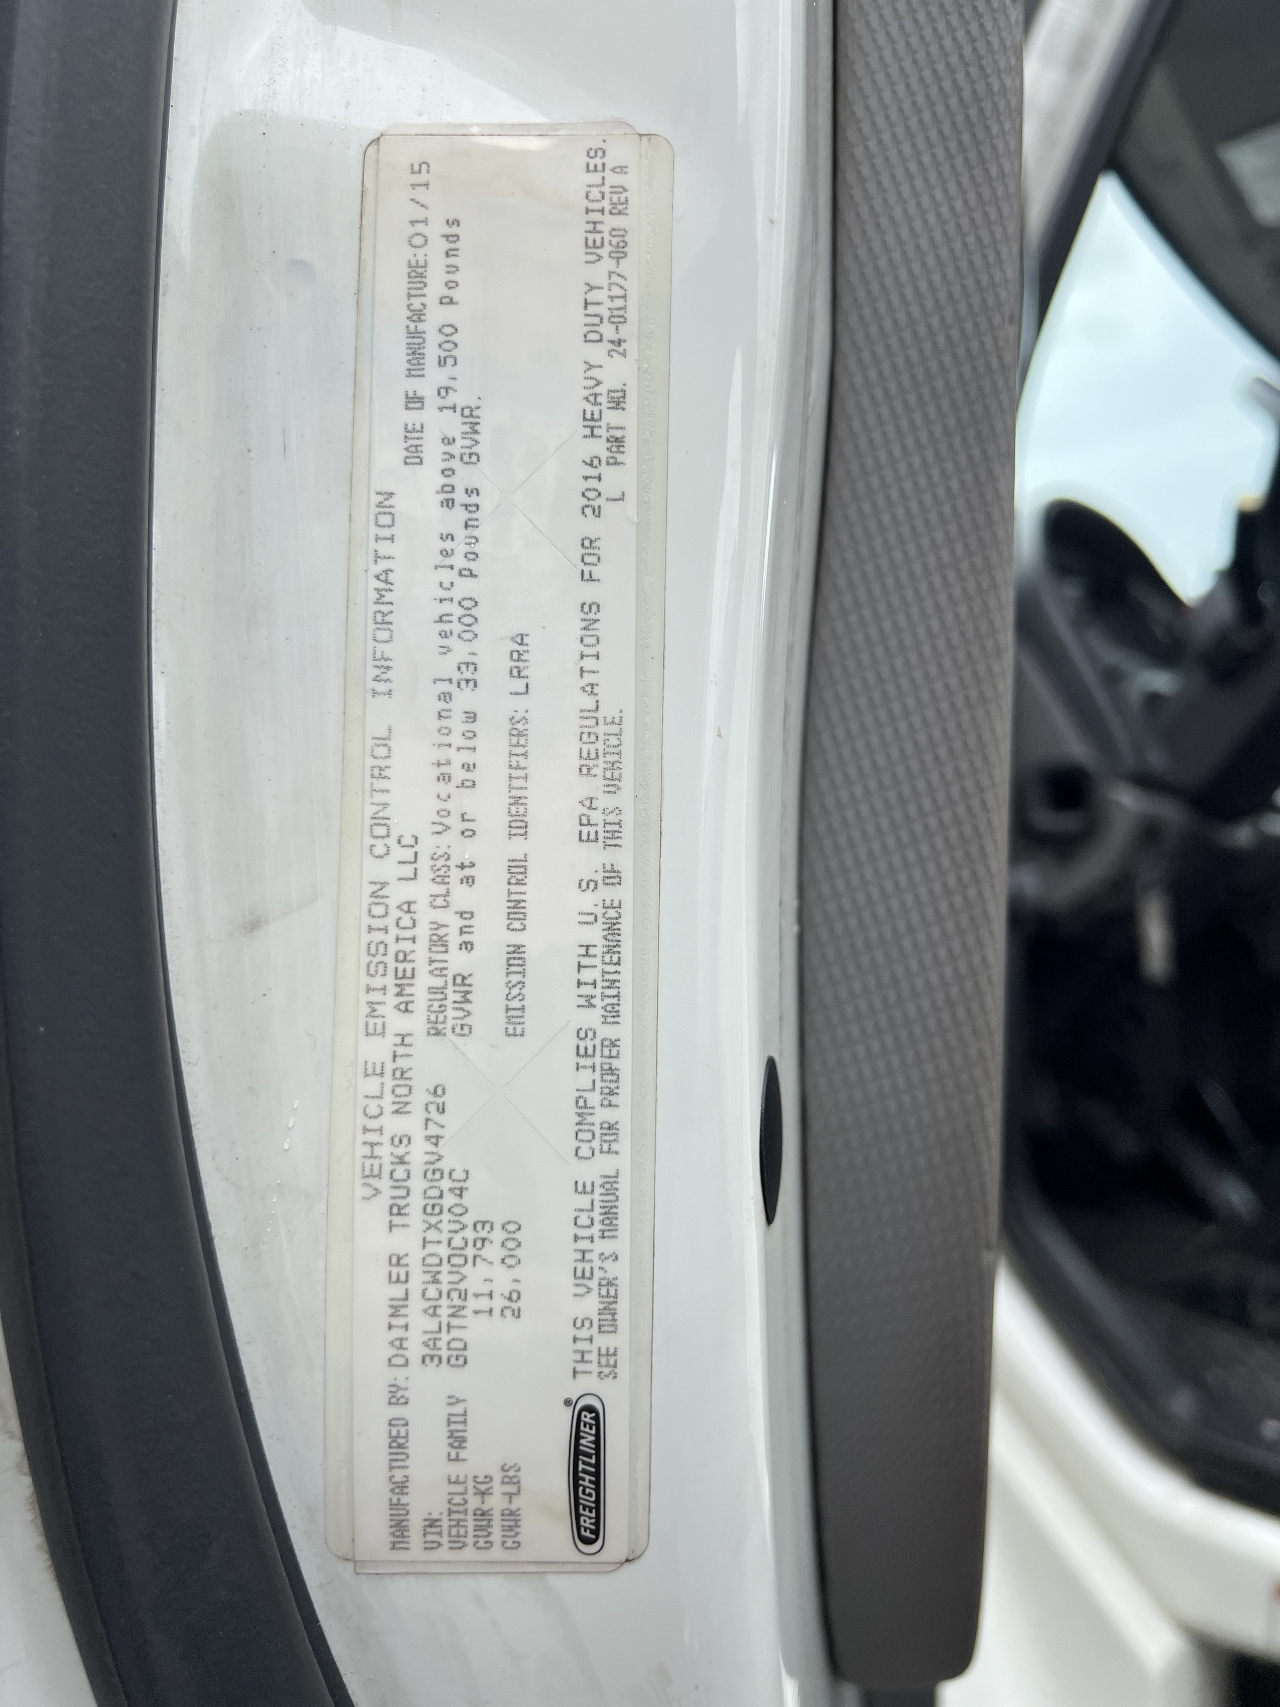 VEHICLE EMISSION CONTROL INFORMATION
MANUFACTURED BY: DAIMLER TRUCKS NORTH AMERICA LLC
DATE OF MANUFACTURE: 01/15
VIN: 3ALACWDTXGDGV4726
REGULATORY CLASS: Vocational vehicles above 19,500 Pounds
VEHICLE FAMILY GDTN2VOCV04C
GVWR and at or below 33,000 Pounds GVWR.
GVWR-KG 11,793
GVWR-LBS 26,000
EMISSION CONTROL IDENTIFIERS: LRRA
FREIGHTLINER®
THIS VEHICLE COMPLIES WITH U.S. EPA REGULATIONS FOR 2016 HEAVY DUTY VEHICLES.
SEE OWNER'S MANUAL FOR PROPER MAINTENANCE OF THIS VEHICLE.
L PART NO. 24-01177-060 REV A